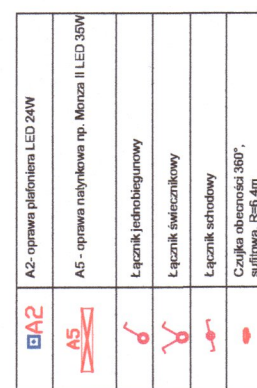 A2
A2- oprawa plafoniera LED 24W
A5
A5 - oprawa natynkowa np. Monza II LED 35W
Łącznik jednobiegunowy
Łącznik świecznikowy
Łącznik schodowy
Czujka obecności 360°,
sufitowa, R=6,4m